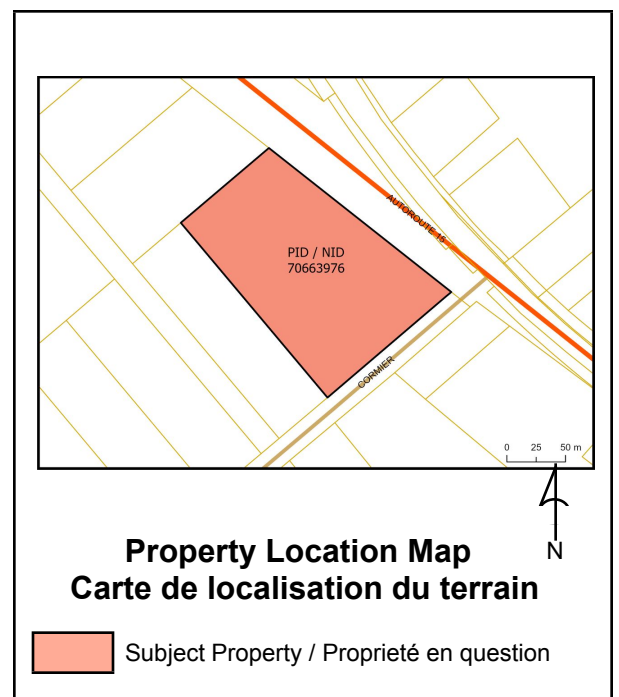 AUTOROUTE 15
PID / NID
70663976
CORMIER
0 25 50 m
N
Property Location Map
Carte de localisation du terrain
Subject Property / Proprieté en question